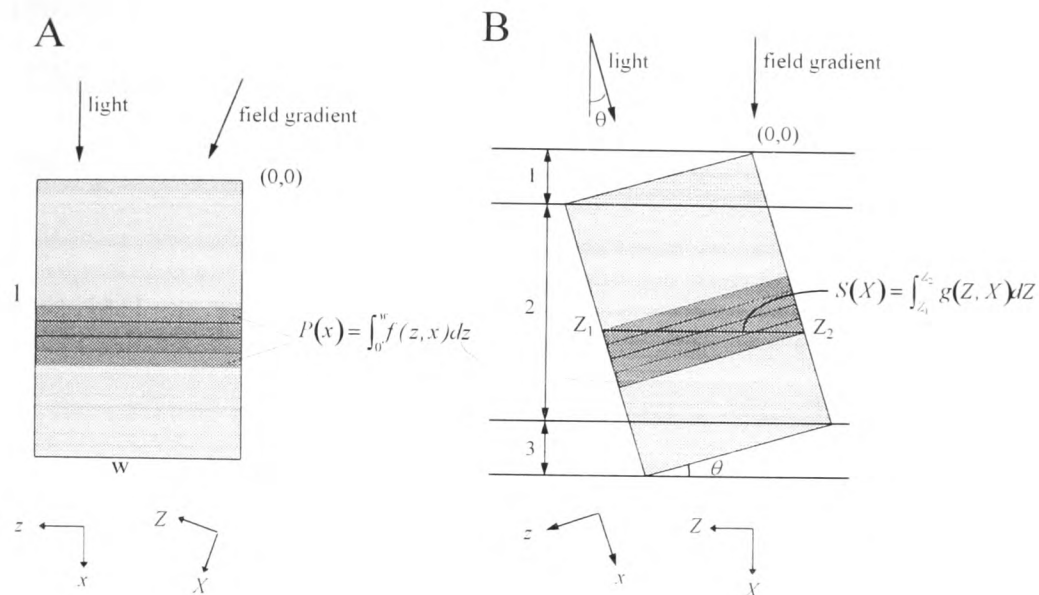 A
light
field gradient
(0,0)
l
P(x) = ∫₀ʷ f(z, x)dz
w
z
x
Z
X
B
light
θ
field gradient
(0,0)
1
2
3
Z₁
Z₂
S(X) = ∫_{Z₁}^{Z₂} g(Z, X)dZ
θ
z
x
Z
X